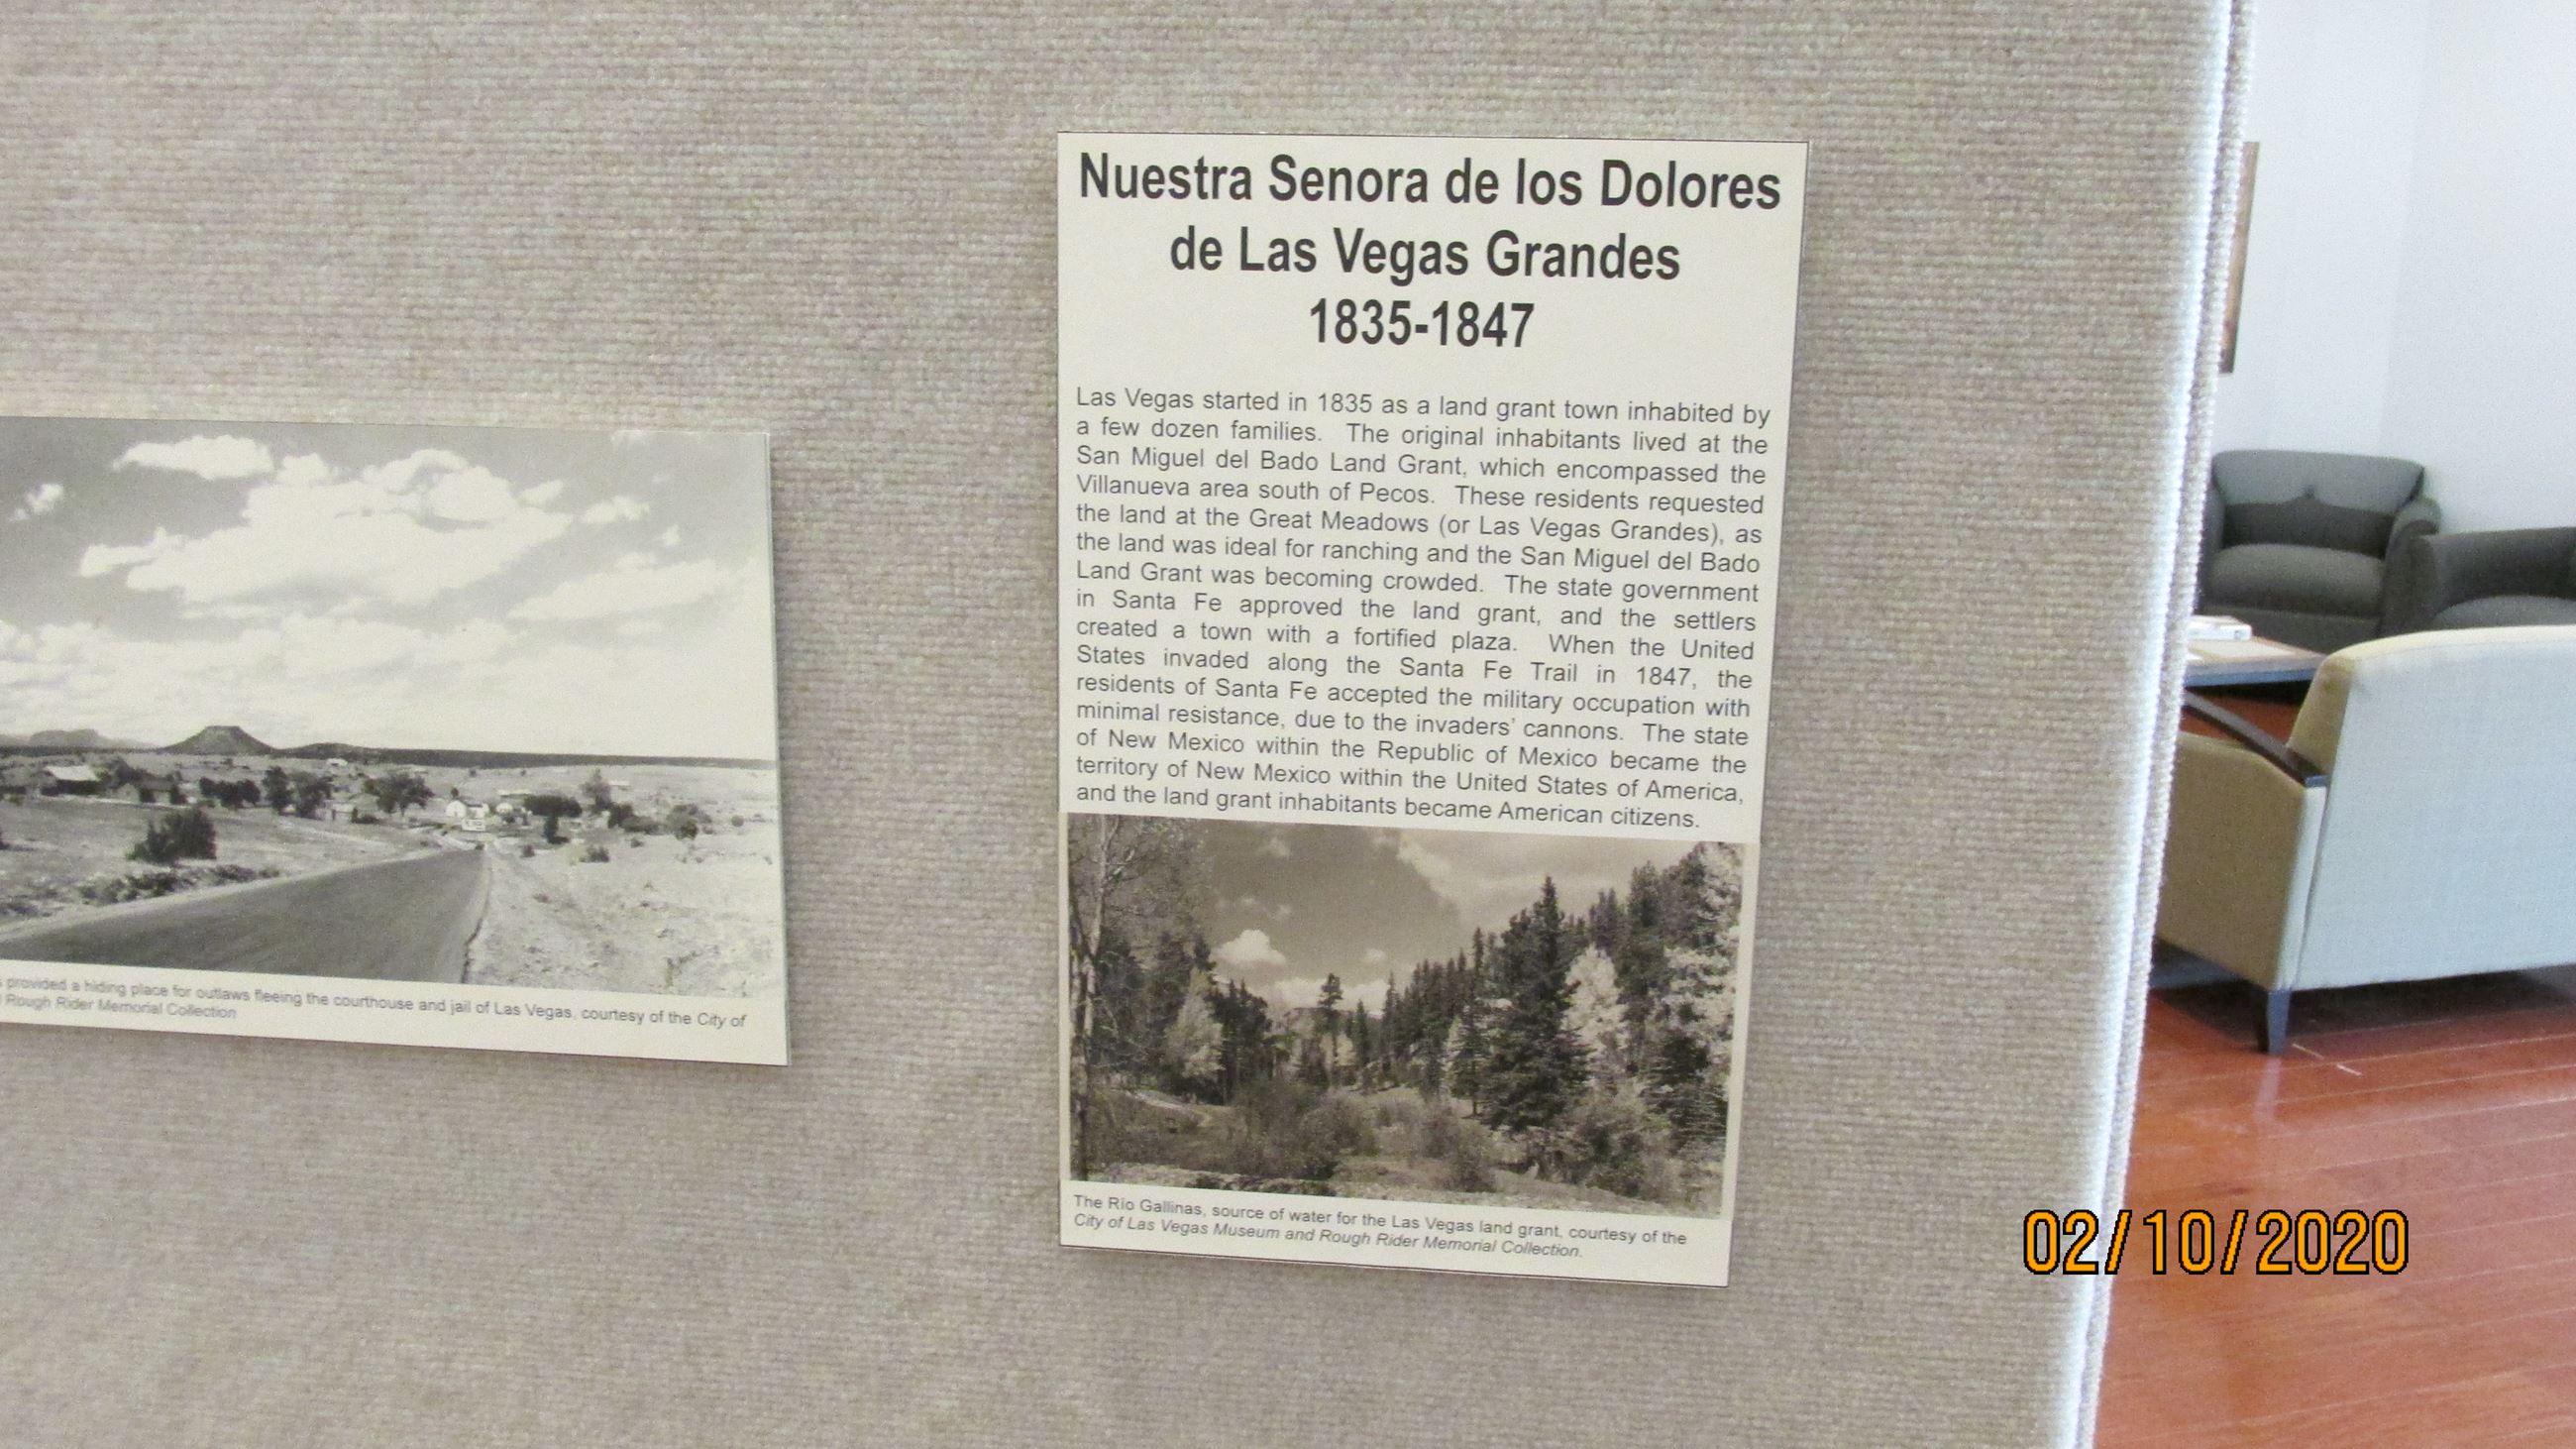 Nuestra Senora de los Dolores
de Las Vegas Grandes
1835-1847
Las Vegas started in 1835 as a land grant town inhabited by
a few dozen families. The original inhabitants lived at the
San Miguel del Bado Land Grant, which encompassed the
Villanueva area south of Pecos. These residents requested
the land at the Great Meadows (or Las Vegas Grandes), as
the land was ideal for ranching and the San Miguel del Bado
Land Grant was becoming crowded. The state government
in Santa Fe approved the land grant, and the settlers
created a town with a fortified plaza. When the United
States invaded along the Santa Fe Trail in 1847, the
residents of Santa Fe accepted the military occupation with
minimal resistance, due to the invaders' cannons. The state
of New Mexico within the Republic of Mexico became the
territory of New Mexico within the United States of America,
and the land grant inhabitants became American citizens.
The Río Gallinas, source of water for the Las Vegas land grant, courtesy of the
City of Las Vegas Museum and Rough Rider Memorial Collection.
provided a hiding place for outlaws fleeing the courthouse and jail of Las Vegas, courtesy of the City of
Rough Rider Memorial Collection
02/10/2020